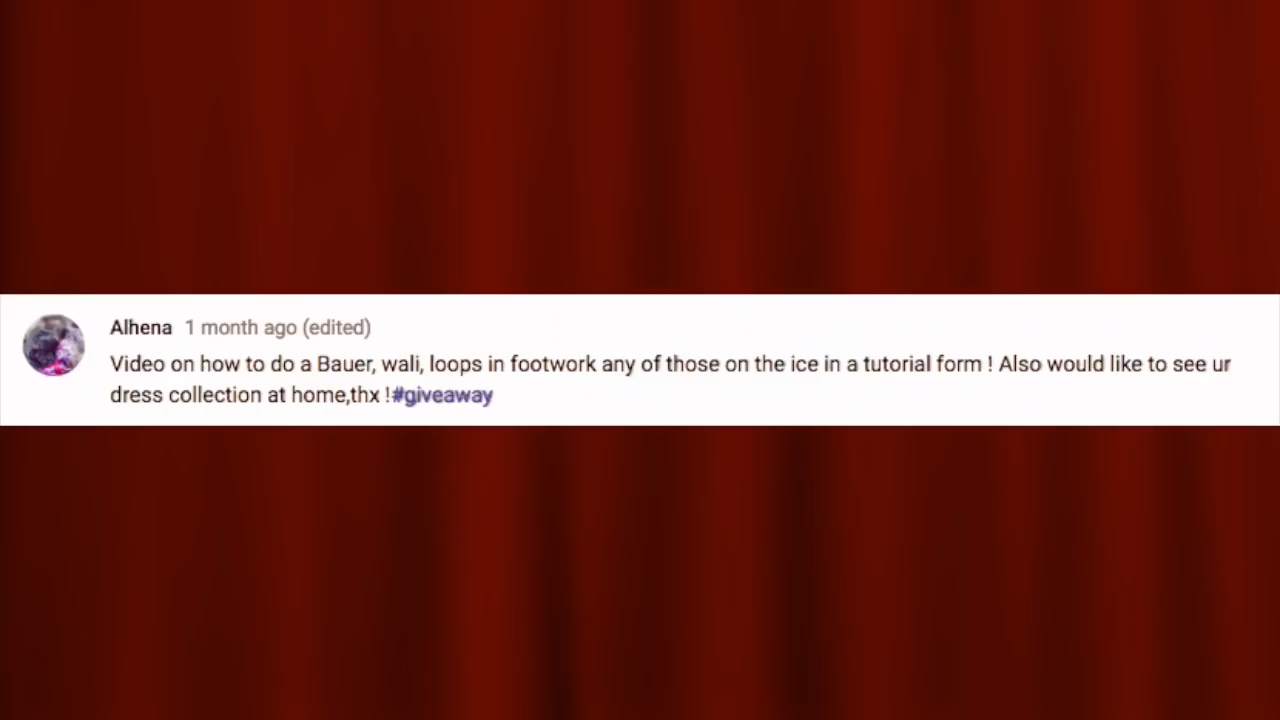 Alhena 1 month ago (edited)
Video on how to do a Bauer, wali, loops in footwork any of those on the ice in a tutorial form ! Also would like to see ur
dress collection at home,thx !#giveaway